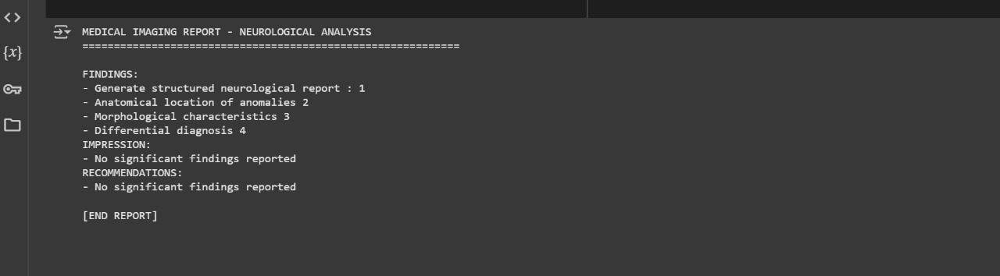 MEDICAL IMAGING REPORT - NEUROLOGICAL ANALYSIS
============================================================
FINDINGS:
- Generate structured neurological report : 1
- Anatomical location of anomalies 2
- Morphological characteristics 3
- Differential diagnosis 4
IMPRESSION:
- No significant findings reported
RECOMMENDATIONS:
- No significant findings reported
[END REPORT]
{x}